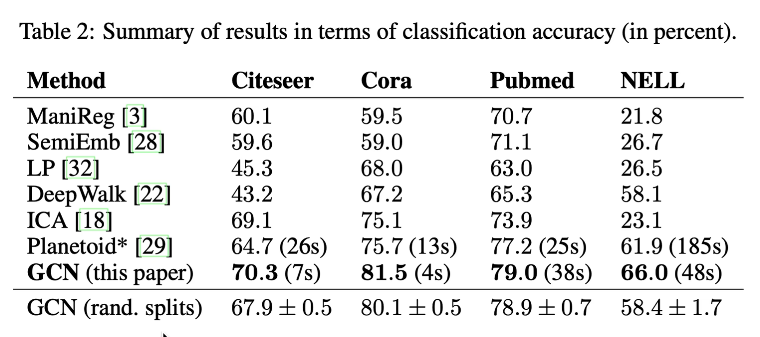 Table 2: Summary of results in terms of classification accuracy (in percent).
Method Citeseer Cora Pubmed NELL
ManiReg [3] 60.1 59.5 70.7 21.8
SemiEmb [28] 59.6 59.0 71.1 26.7
LP [32] 45.3 68.0 63.0 26.5
DeepWalk [22] 43.2 67.2 65.3 58.1
ICA [18] 69.1 75.1 73.9 23.1
Planetoid* [29] 64.7 (26s) 75.7 (13s) 77.2 (25s) 61.9 (185s)
GCN (this paper) 70.3 (7s) 81.5 (4s) 79.0 (38s) 66.0 (48s)
GCN (rand. splits) 67.9 ± 0.5 80.1 ± 0.5 78.9 ± 0.7 58.4 ± 1.7